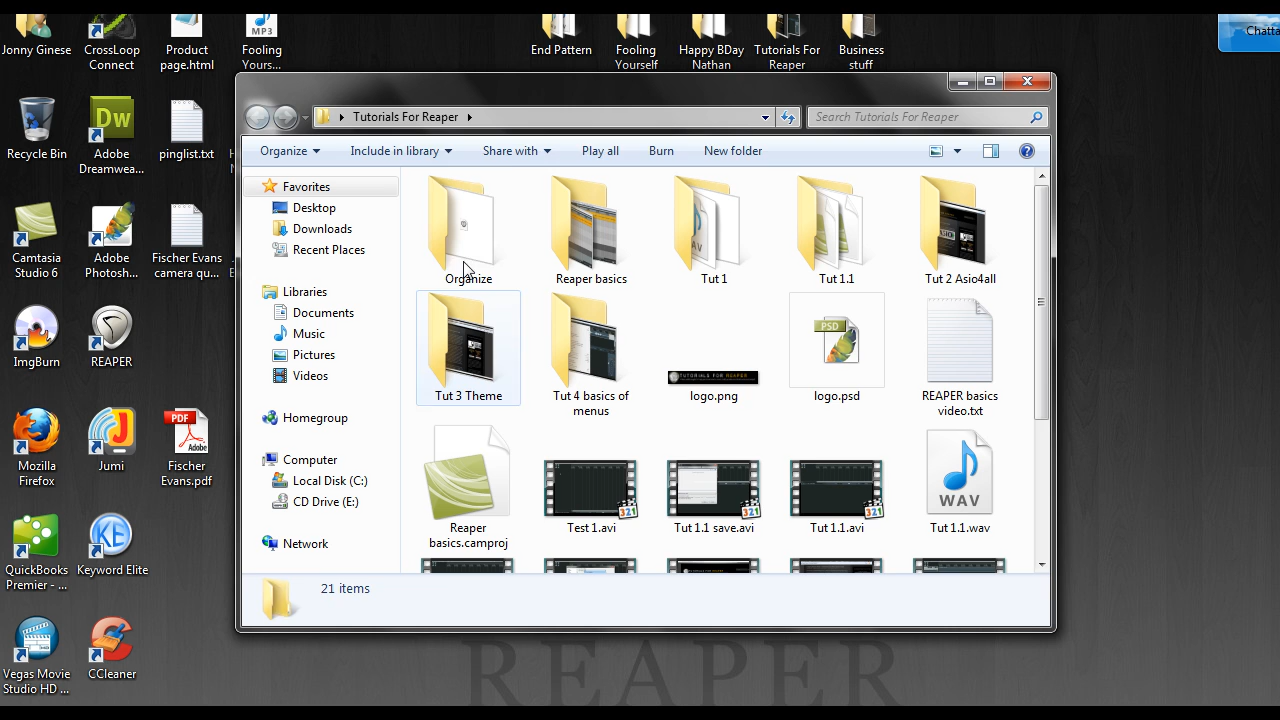 Jonny Ginese
CrossLoop
Connect
Product
page.html
MP3
Fooling
Yours...
End Pattern
Fooling
Yourself
Happy BDay
Nathan
Tutorials For
Reaper
Business
stuff
Chatta
Recycle Bin
Dw
Adobe
Dreamwea...
pinglist.txt
Camtasia
Studio 6
Adobe
Photosh...
Fischer Evans
camera qu...
ImgBurn
REAPER
Mozilla
Firefox
Jumi
PDF
Adobe
Fischer
Evans.pdf
QuickBooks
Premier - ...
KE
Keyword Elite
Vegas Movie
Studio HD ...
CCleaner
Tutorials For Reaper
Search Tutorials For Reaper
Organize
Include in library
Share with
Play all
Burn
New folder
Favorites
Desktop
Downloads
Recent Places
Libraries
Documents
Music
Pictures
Videos
Homegroup
Computer
Local Disk (C:)
CD Drive (E:)
Network
Organize
Reaper basics
WAV
Tut 1
Tut 1.1
Tut 2 Asio4all
Tut 3 Theme
Tut 4 basics of
menus
TUTORIALS FOR REAPER
logo.png
PSD
logo.psd
REAPER basics
video.txt
Reaper
basics.camproj
321
Test 1.avi
321
Tut 1.1 save.avi
321
Tut 1.1.avi
WAV
Tut 1.1.wav
21 items
REAPER